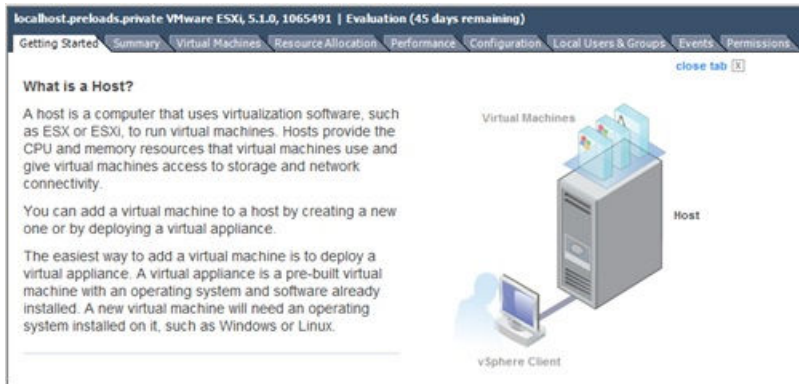 localhost.preloads.private VMware ESXi, 5.1.0, 1065491 | Evaluation (45 days remaining)
Getting Started Summary Virtual Machines Resource Allocation Performance Configuration Local Users & Groups Events Permissions
close tab [X]
What is a Host?
A host is a computer that uses virtualization software, such
as ESX or ESXi, to run virtual machines. Hosts provide the
CPU and memory resources that virtual machines use and
give virtual machines access to storage and network
connectivity.
You can add a virtual machine to a host by creating a new
one or by deploying a virtual appliance.
The easiest way to add a virtual machine is to deploy a
virtual appliance. A virtual appliance is a pre-built virtual
machine with an operating system and software already
installed. A new virtual machine will need an operating
system installed on it, such as Windows or Linux.
Virtual Machines
Host
vSphere Client